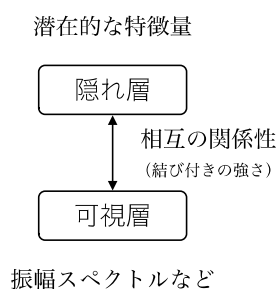 潜在的な特徴量
隠れ層
相互の関係性
（結び付きの強さ）
可視層
振幅スペクトルなど